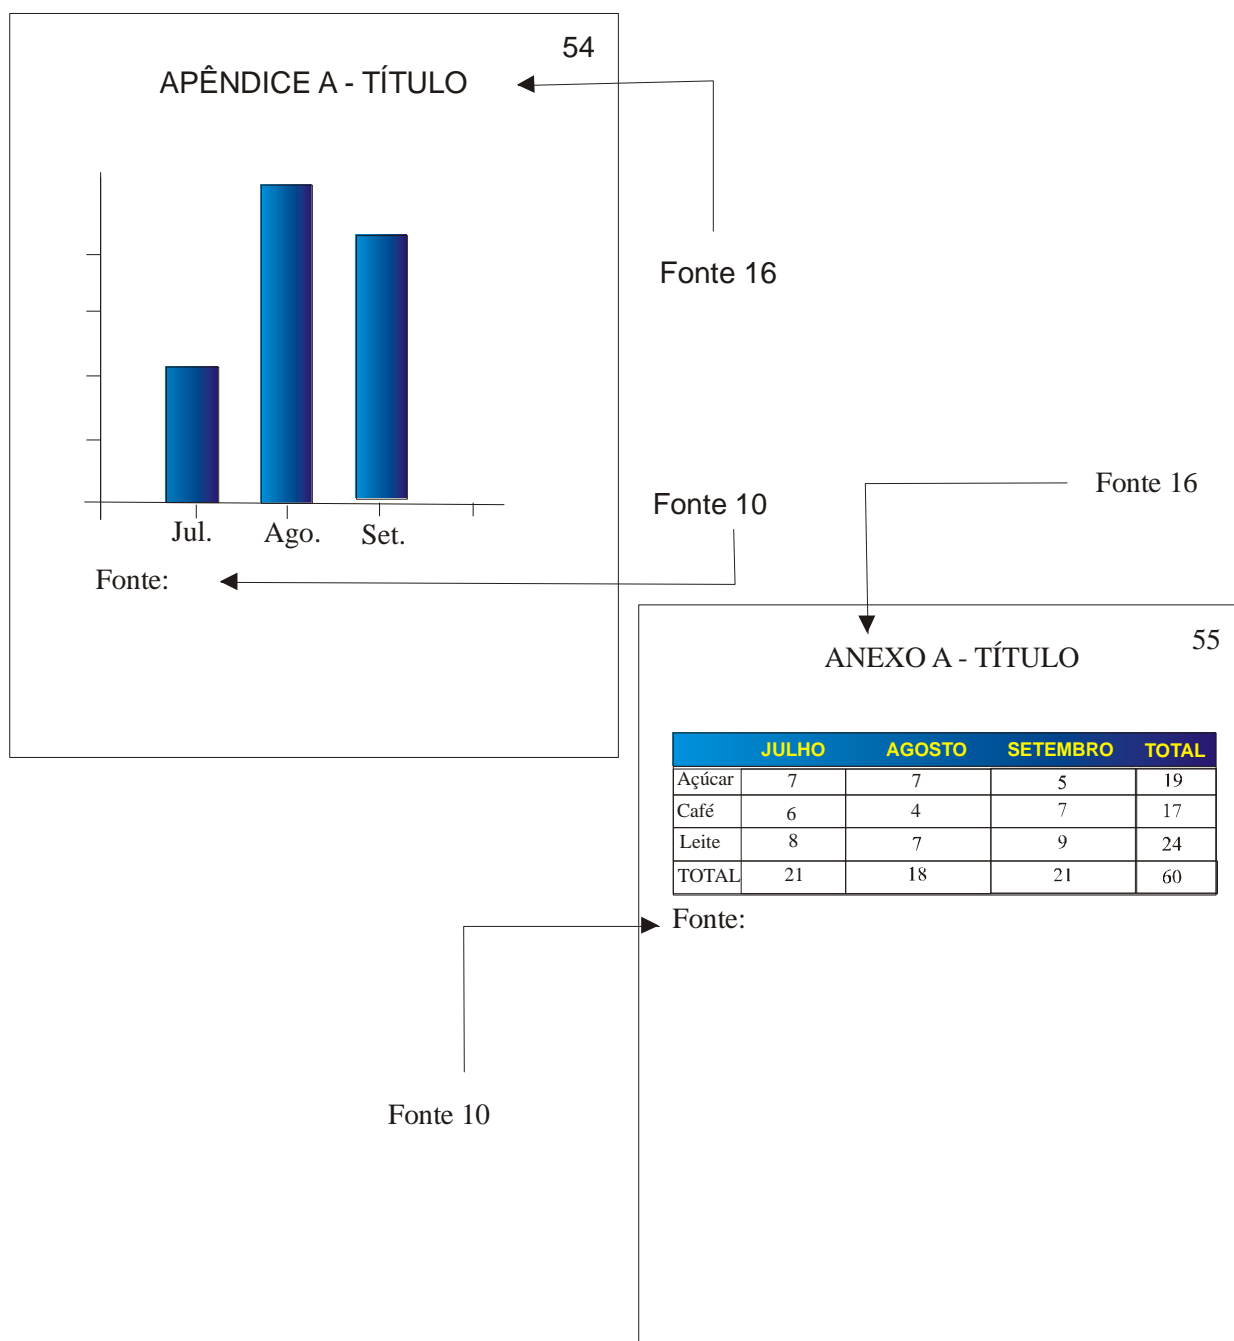 54
APÊNDICE A - TÍTULO
Fonte 16
Jul. Ago. Set.
Fonte 10
Fonte:
Fonte 16
55
ANEXO A - TÍTULO
JULHO AGOSTO SETEMBRO TOTAL
Açúcar 7 7 5 19
Café 6 4 7 17
Leite 8 7 9 24
TOTAL 21 18 21 60
Fonte:
Fonte 10